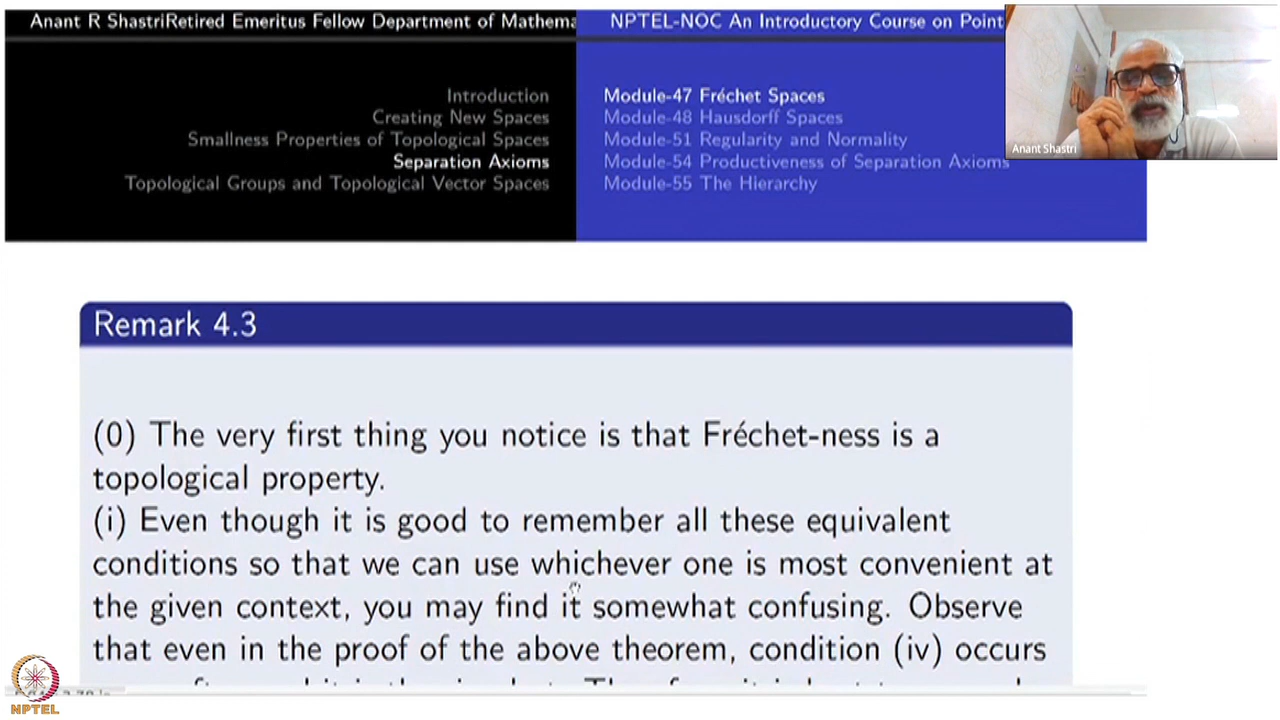 Anant R ShastriRetired Emeritus Fellow Department of Mathema
NPTEL-NOC An Introductory Course on Point
Introduction
Creating New Spaces
Smallness Properties of Topological Spaces
Separation Axioms
Topological Groups and Topological Vector Spaces
Module-47 Fréchet Spaces
Module-48 Hausdorff Spaces
Module-51 Regularity and Normality
Module-54 Productiveness of Separation Axioms
Module-55 The Hierarchy
Anant Shastri
Remark 4.3
(0) The very first thing you notice is that Fréchet-ness is a
topological property.
(i) Even though it is good to remember all these equivalent
conditions so that we can use whichever one is most convenient at
the given context, you may find it somewhat confusing. Observe
that even in the proof of the above theorem, condition (iv) occurs
NPTEL